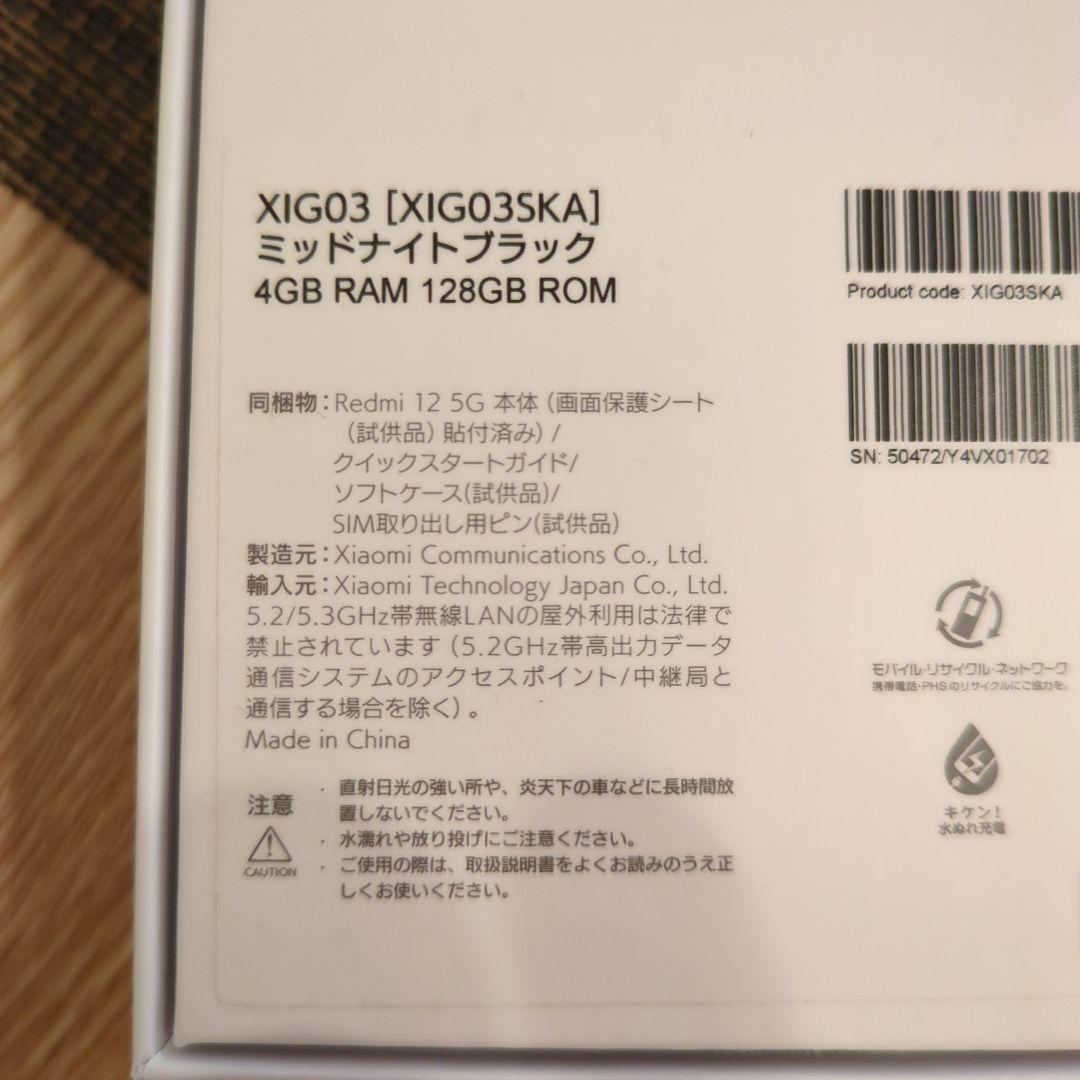 XIG03 [XIG03SKA]
ミッドナイトブラック
4GB RAM 128GB ROM
Product code: XIG03SKA
SN: 50472/Y4VX01702
同梱物：Redmi 12 5G 本体（画面保護シート
（試供品）貼付済み）/
クイックスタートガイド/
ソフトケース(試供品)/
SIM取り出し用ピン(試供品)
製造元：Xiaomi Communications Co., Ltd.
輸入元：Xiaomi Technology Japan Co., Ltd.
5.2/5.3GHz帯無線LANの屋外利用は法律で
禁止されています（5.2GHz帯高出力データ
通信システムのアクセスポイント/中継局と
通信する場合を除く）。
Made in China
モバイル・リサイクル・ネットワーク
携帯電話・PHSのリサイクルにご協力を。
キケン！
水ぬれ充電
注意
CAUTION
・ 直射日光の強い所や、炎天下の車などに長時間放
置しないでください。
・ 水濡れや放り投げにご注意ください。
・ ご使用の際は、取扱説明書をよくお読みのうえ正
しくお使いください。